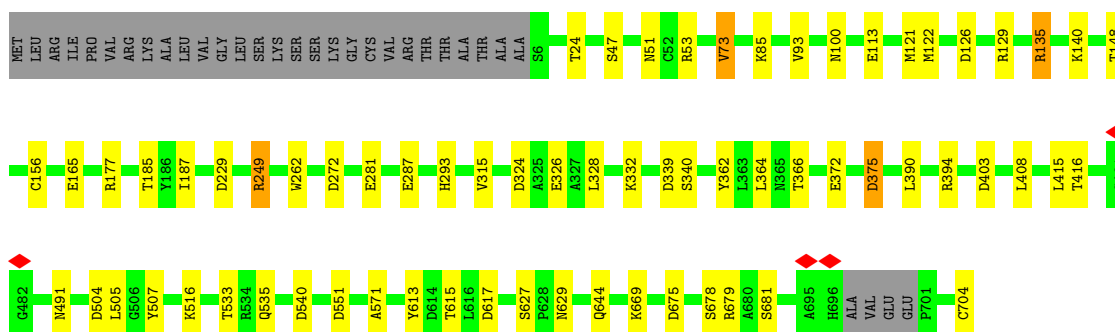 MET LEU ARG ILE PRO VAL ARG LYS ALA LEU VAL GLY LEU SER LYS SER SER LYS GLY CYS VAL ARG THR THR ALA THR ALA ALA S6 T24 S47 N51 C52 R53 V73 K85 V93 N100 E113 M121 M122 D126 R129 R135 K140 T148
C156 E165 R177 T185 Y186 I187 D229 R249 W262 D272 E281 E287 H293 V315 D324 A325 E326 A327 L328 K332 D339 S340 Y362 L363 L364 N365 T366 E372 D375 L390 R394 D403 L408 L415 T416
G482 N491 D504 L505 G506 Y507 K516 T533 R534 Q535 D540 D551 A571 Y613 D614 T615 L616 D617 S627 P628 N629 Q644 K669 D675 S678 R679 A680 S681 A695 H696 ALA VAL GLU GLU P701 C704